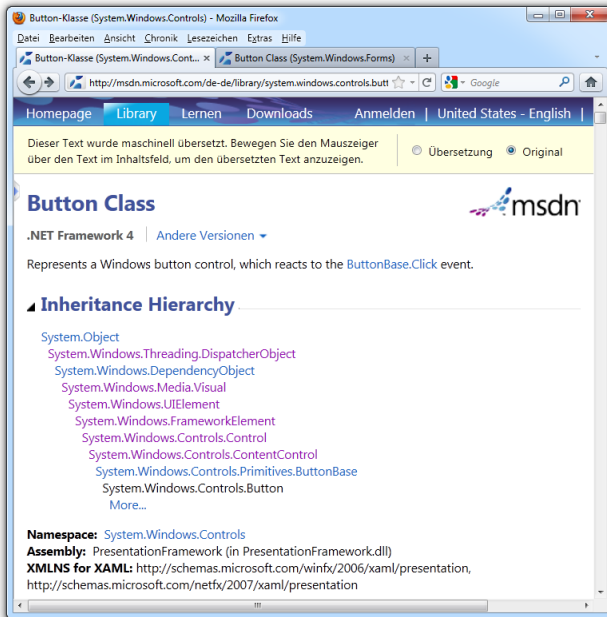 Button-Klasse (System.Windows.Controls) - Mozilla Firefox
Datei Bearbeiten Ansicht Chronik Lesezeichen Extras Hilfe
Button-Klasse (System.Windows.Cont... × Button Class (System.Windows.Forms) × +
http://msdn.microsoft.com/de-de/library/system.windows.controls.butt Google
Homepage Library Lernen Downloads Anmelden | United States - English |
Dieser Text wurde maschinell übersetzt. Bewegen Sie den Mauszeiger
über den Text im Inhaltsfeld, um den übersetzten Text anzuzeigen.
Übersetzung Original
Button Class
msdn
.NET Framework 4 | Andere Versionen
Represents a Windows button control, which reacts to the ButtonBase.Click event.
Inheritance Hierarchy
System.Object
System.Windows.Threading.DispatcherObject
System.Windows.DependencyObject
System.Windows.Media.Visual
System.Windows.UIElement
System.Windows.FrameworkElement
System.Windows.Controls.Control
System.Windows.Controls.ContentControl
System.Windows.Controls.Primitives.ButtonBase
System.Windows.Controls.Button
More...
Namespace: System.Windows.Controls
Assembly: PresentationFramework (in PresentationFramework.dll)
XMLNS for XAML: http://schemas.microsoft.com/winfx/2006/xaml/presentation,
http://schemas.microsoft.com/netfx/2007/xaml/presentation